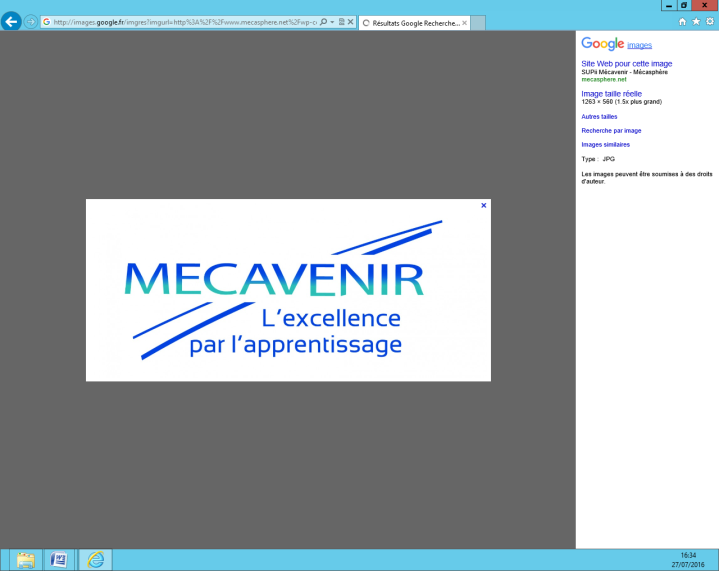 http://images.google.fr/imgres?imgurl=http%3A%2F%2Fwww.mecasphere.net%2Fwp-c
Résultats Google Recherche...
Google images
Site Web pour cette image
SUPii Mécavenir - Mécasphère
mecasphere.net
Image taille réelle
1263 × 560 (1.5x plus grand)
Autres tailles
Recherche par image
Images similaires
Type : JPG
Les images peuvent être soumises à des droits
d'auteur.
MECAVENIR
L'excellence
par l'apprentissage
16:34
27/07/2016